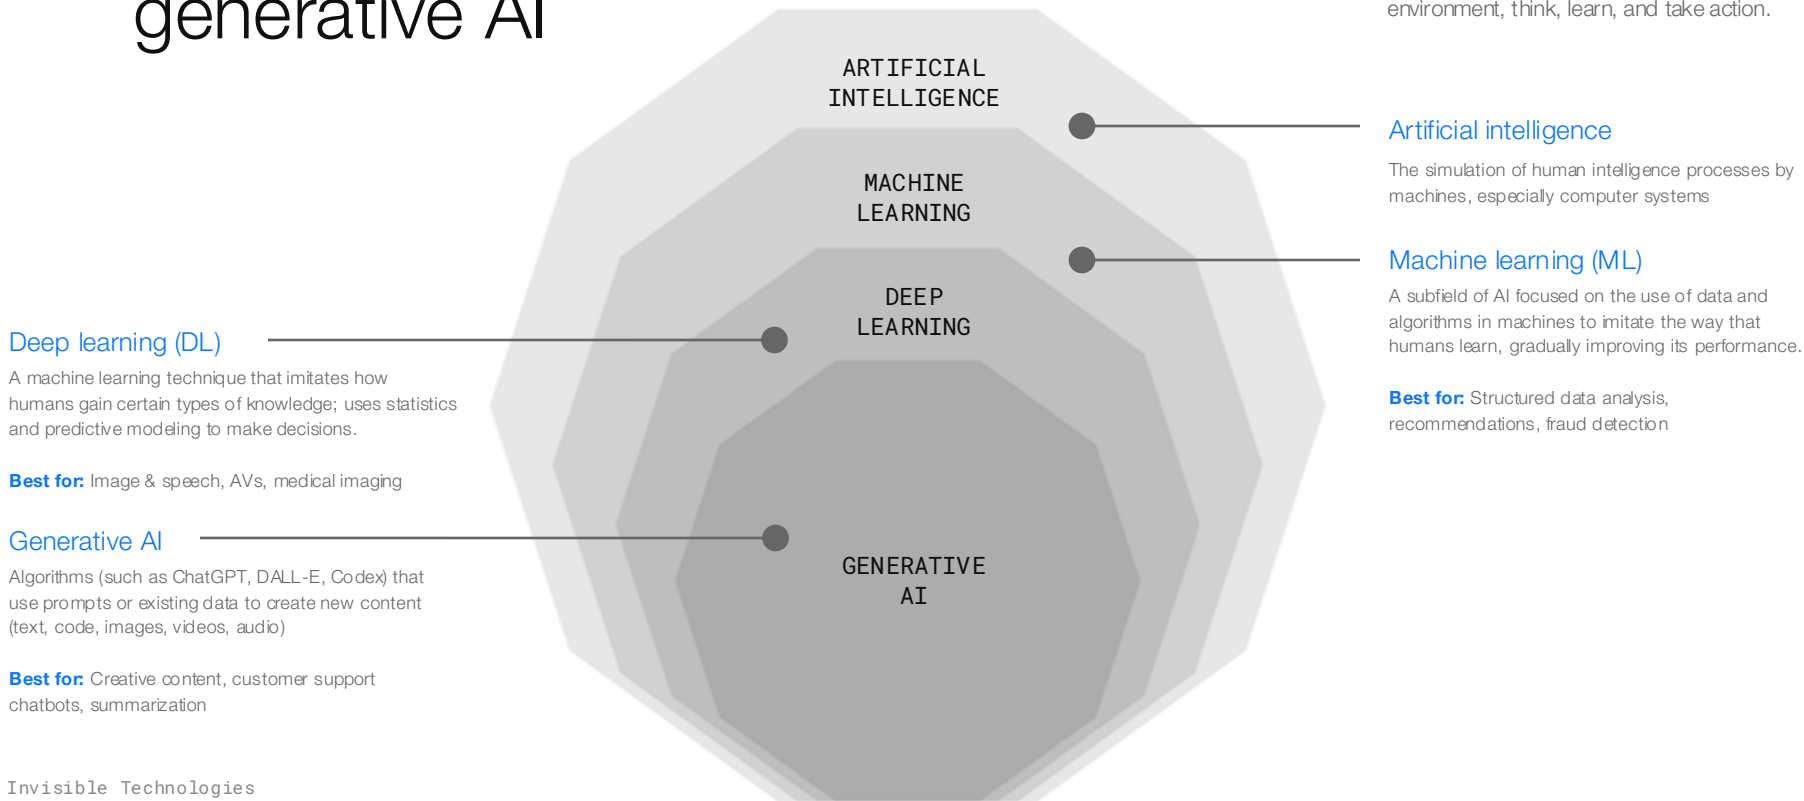 generative AI
environment, think, learn, and take action.
ARTIFICIAL
INTELLIGENCE
MACHINE
LEARNING
DEEP
LEARNING
GENERATIVE
AI
Artificial intelligence
The simulation of human intelligence processes by
machines, especially computer systems
Machine learning (ML)
A subfield of AI focused on the use of data and
algorithms in machines to imitate the way that
humans learn, gradually improving its performance.
Best for: Structured data analysis,
recommendations, fraud detection
Deep learning (DL)
A machine learning technique that imitates how
humans gain certain types of knowledge; uses statistics
and predictive modeling to make decisions.
Best for: Image & speech, AVs, medical imaging
Generative AI
Algorithms (such as ChatGPT, DALL-E, Codex) that
use prompts or existing data to create new content
(text, code, images, videos, audio)
Best for: Creative content, customer support
chatbots, summarization
Invisible Technologies